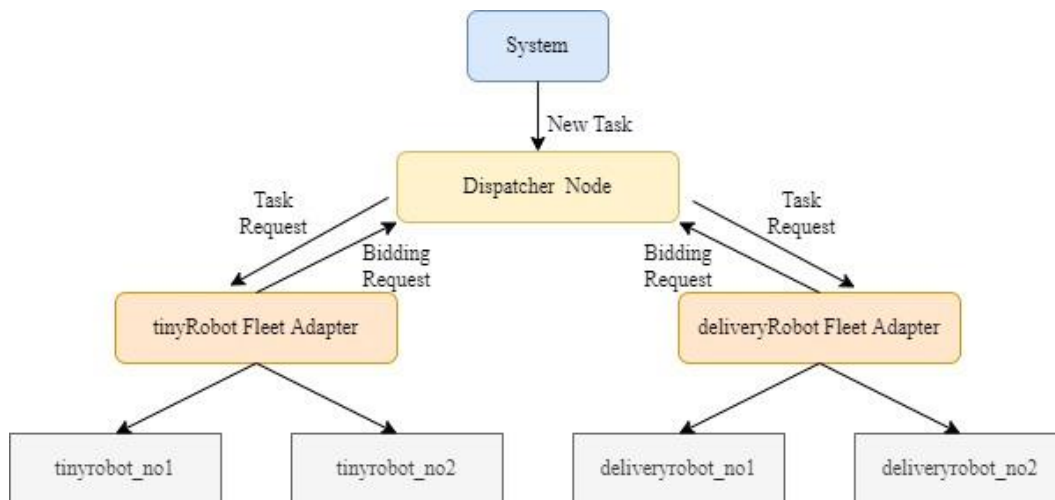 System
New Task
Dispatcher Node
Task
Request
Bidding
Request
Bidding
Request
Task
Request
tinyRobot Fleet Adapter
deliveryRobot Fleet Adapter
tinyrobot_no1
tinyrobot_no2
deliveryrobot_no1
deliveryrobot_no2